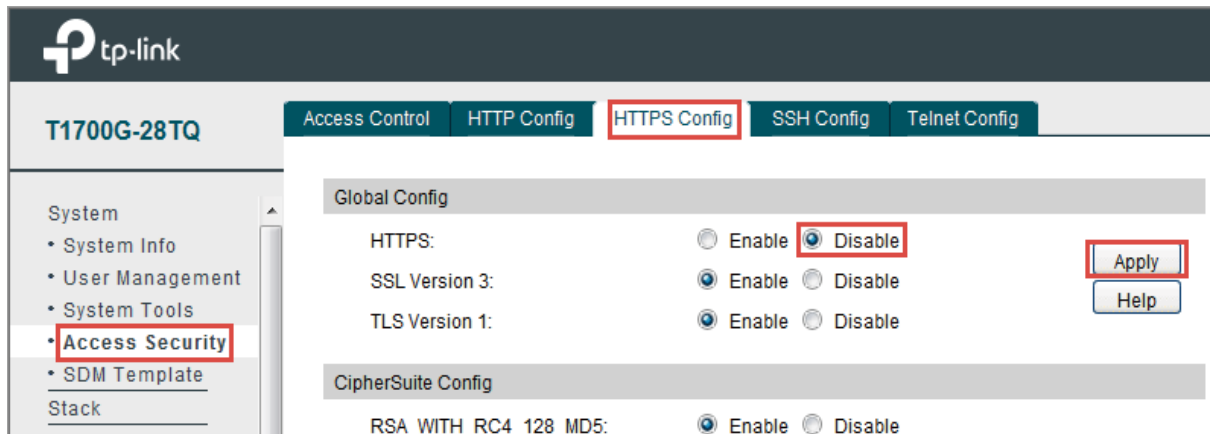 tp-link
T1700G-28TQ
Access Control HTTP Config HTTPS Config SSH Config Telnet Config
System
• System Info
• User Management
• System Tools
• Access Security
• SDM Template
Stack
Global Config
HTTPS: Enable Disable
SSL Version 3: Enable Disable
TLS Version 1: Enable Disable
Apply
Help
CipherSuite Config
RSA_WITH_RC4_128_MD5: Enable Disable